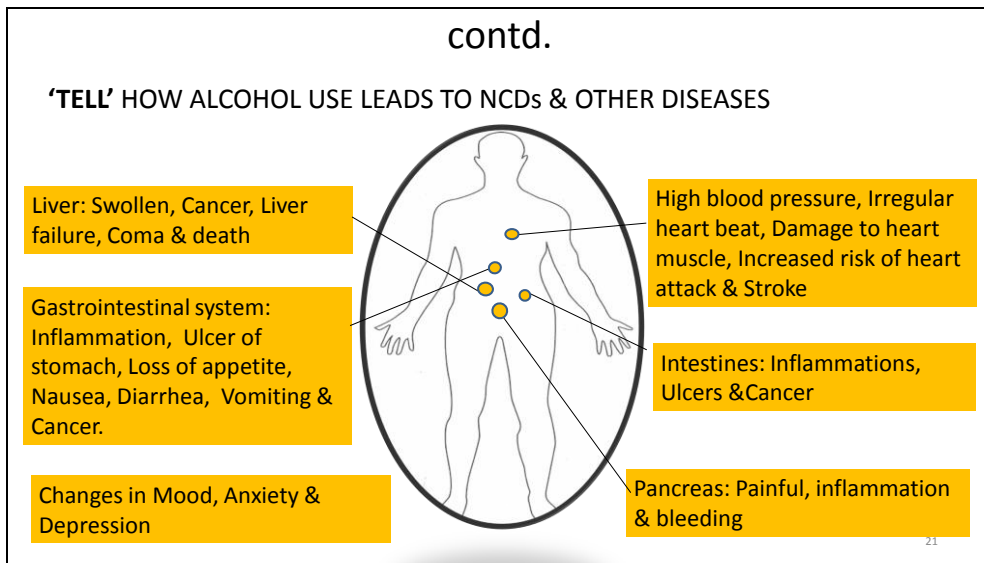 contd.
‘TELL’ HOW ALCOHOL USE LEADS TO NCDs & OTHER DISEASES
Liver: Swollen, Cancer, Liver
failure, Coma & death
Gastrointestinal system:
Inflammation, Ulcer of
stomach, Loss of appetite,
Nausea, Diarrhea, Vomiting &
Cancer.
Changes in Mood, Anxiety &
Depression
High blood pressure, Irregular
heart beat, Damage to heart
muscle, Increased risk of heart
attack & Stroke
Intestines: Inflammations,
Ulcers &Cancer
Pancreas: Painful, inflammation
& bleeding
21